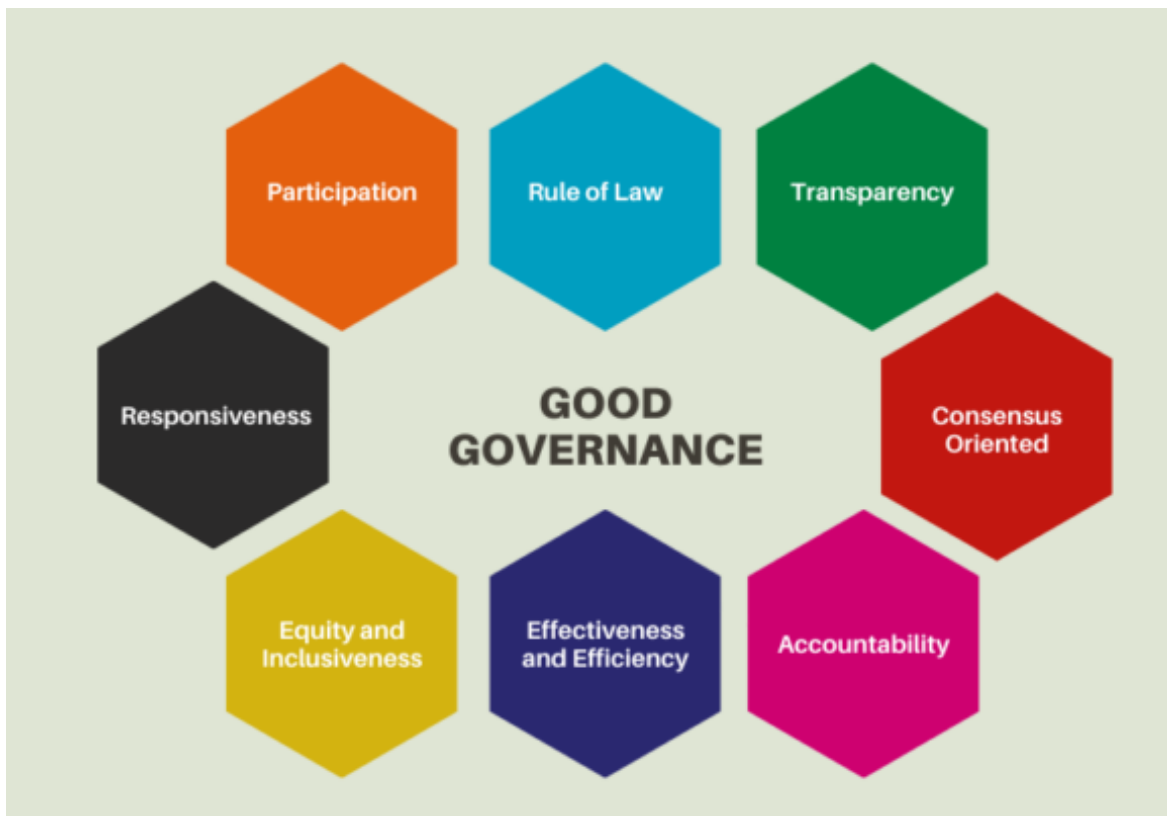 Participation
Rule of Law
Transparency
Responsiveness
GOOD
GOVERNANCE
Consensus
Oriented
Equity and
Inclusiveness
Effectiveness
and Efficiency
Accountability